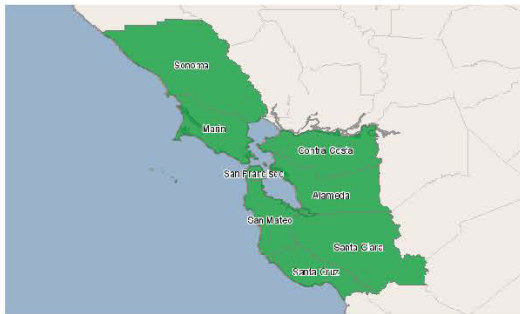 Sonoma
Marin
Contra Costa
San Francisco
Alameda
San Mateo
Santa Clara
Santa Cruz